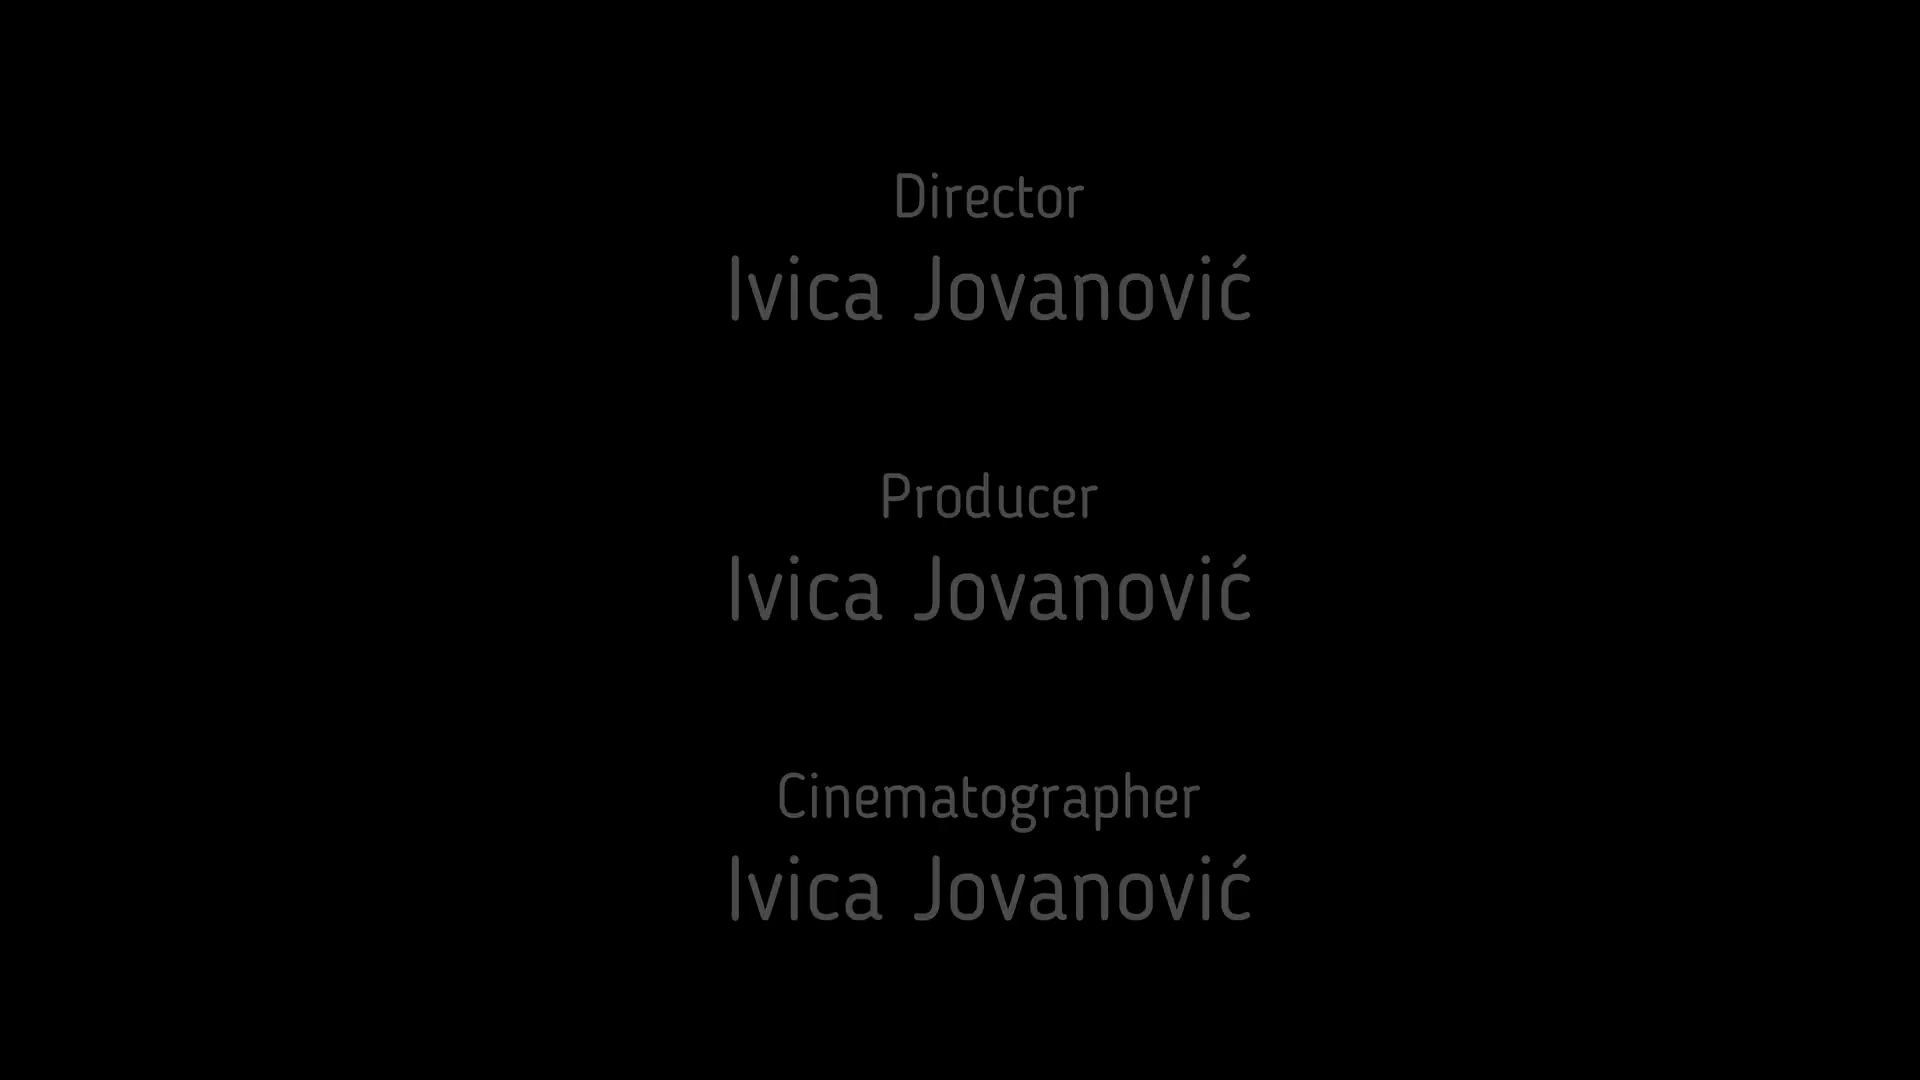 Director
Ivica Jovanović
Producer
Ivica Jovanović
Cinematographer
Ivica Jovanović